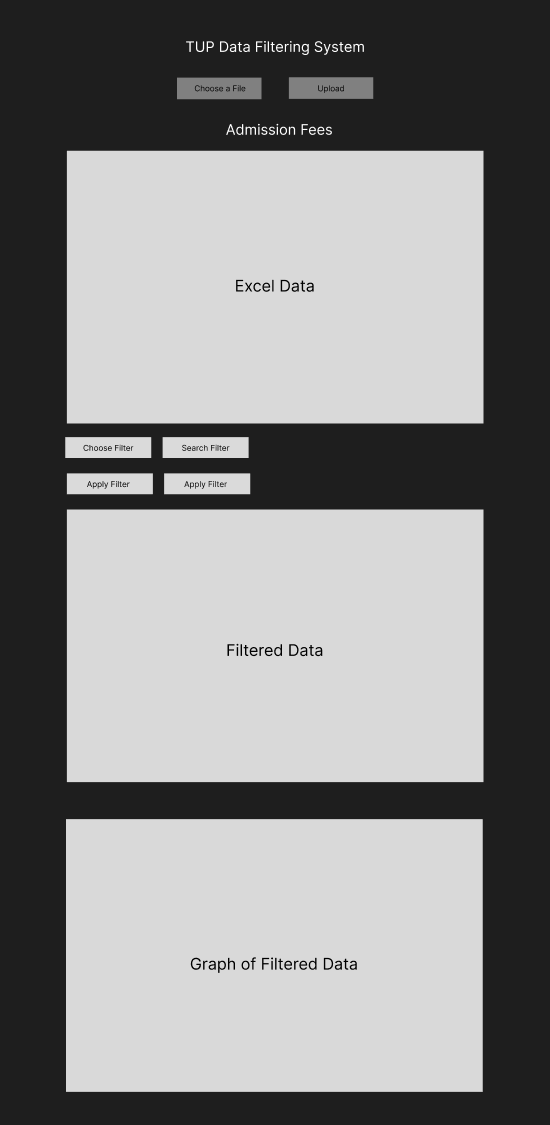 TUP Data Filtering System
Choose a File
Upload
Admission Fees
Excel Data
Choose Filter
Search Filter
Apply Filter
Apply Filter
Filtered Data
Graph of Filtered Data